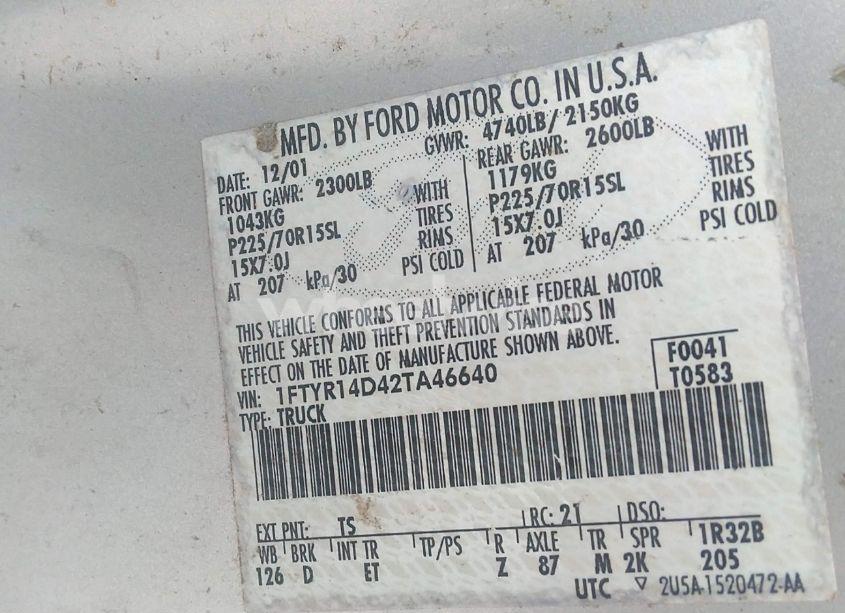 MFD. BY FORD MOTOR CO. IN U.S.A.
DATE: 12/01 GVWR: 4740LB/ 2150KG
FRONT GAWR: 2300LB REAR GAWR: 2600LB
1043KG WITH 1179KG WITH
P225/70R15SL TIRES P225/70R15SL TIRES
15X7.0J RIMS 15X7.0J RIMS
AT 207 kPa/30 PSI COLD AT 207 kPa/30 PSI COLD
THIS VEHICLE CONFORMS TO ALL APPLICABLE FEDERAL MOTOR
VEHICLE SAFETY AND THEFT PREVENTION STANDARDS IN
EFFECT ON THE DATE OF MANUFACTURE SHOWN ABOVE.
VIN: 1FTYR14D42TA46640 F0041
TYPE: TRUCK T0583
EXT PNT: TS RC: 21 DSO:
WB BRK INT TR TP/PS R AXLE TR SPR 1R32B
126 D ET Z 87 M 2K 205
UTC ▽ 2U5A-1520472-AA